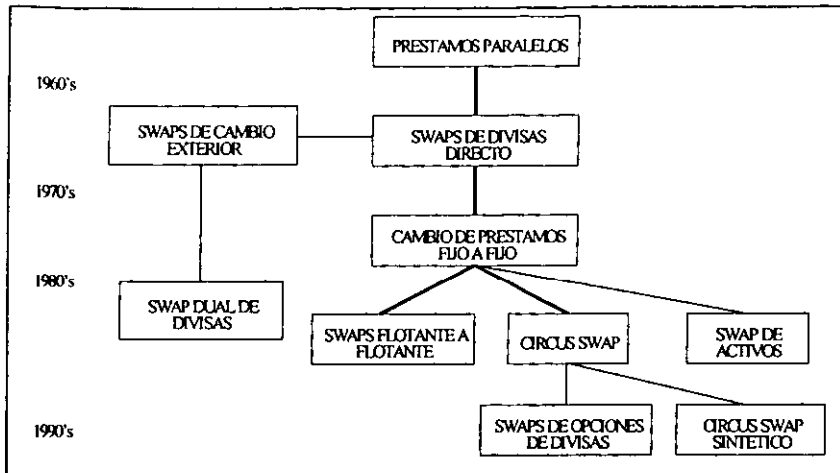 PRESTAMOS PARALELOS
1960's
SWAPS DE CAMBIO
EXTERIOR
SWAPS DE DIVISAS
DIRECTO
1970's
CAMBIO DE PRESTAMOS
FIJO A FIJO
1980's
SWAP DUAL DE
DIVISAS
SWAPS FLOTANTE A
FLOTANTE
CIRCUS SWAP
SWAP DE
ACTIVOS
SWAPS DE OPCIONES
DE DIVISAS
CIRCUS SWAP
SINTETICO
1990's